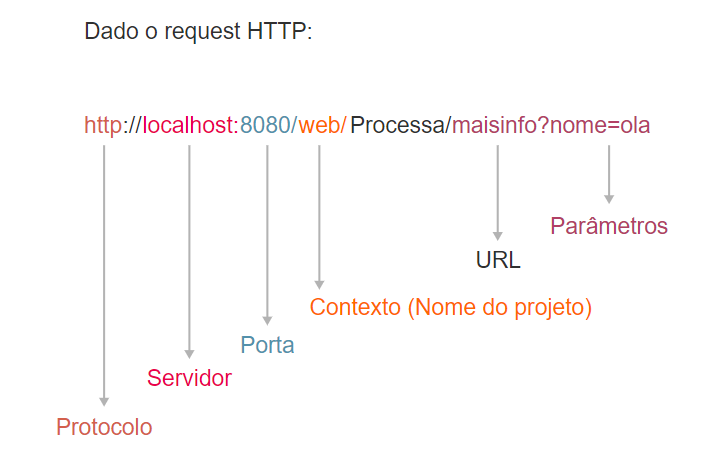 Dado o request HTTP:
http://localhost:8080/web/Processa/maisinfo?nome=ola
Parâmetros
URL
Contexto (Nome do projeto)
Porta
Servidor
Protocolo